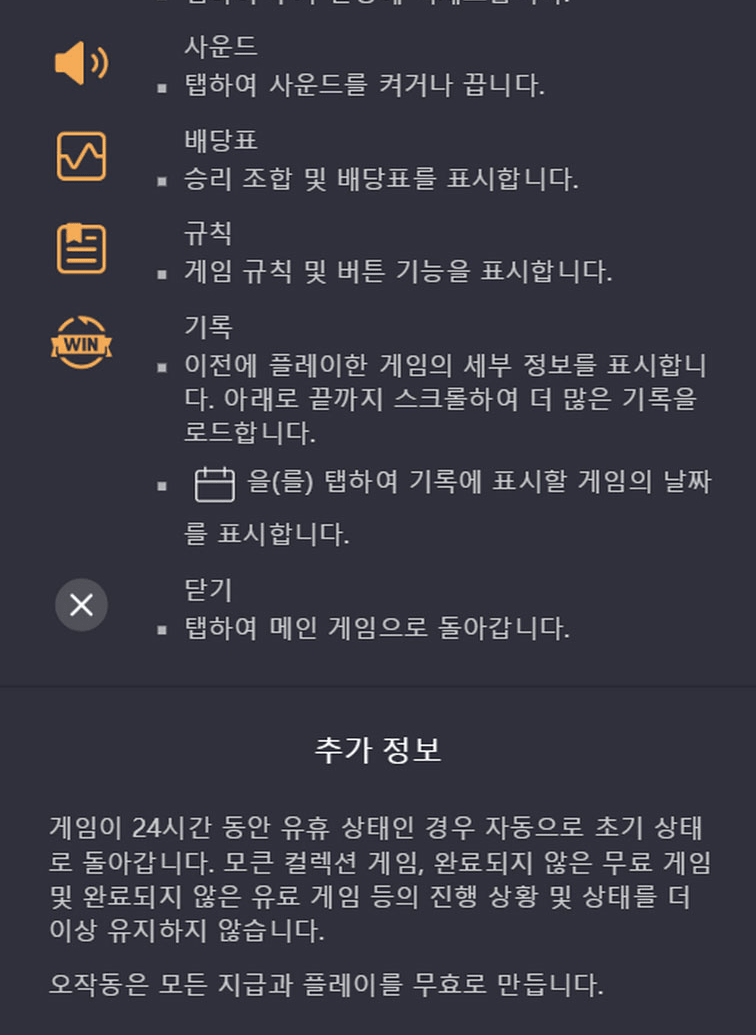 사운드
▪ 탭하여 사운드를 켜거나 끕니다.
배당표
▪ 승리 조합 및 배당표를 표시합니다.
규칙
▪ 게임 규칙 및 버튼 기능을 표시합니다.
WIN
기록
▪ 이전에 플레이한 게임의 세부 정보를 표시합니
다. 아래로 끝까지 스크롤하여 더 많은 기록을
로드합니다.
▪ 을(를) 탭하여 기록에 표시할 게임의 날짜
를 표시합니다.
닫기
▪ 탭하여 메인 게임으로 돌아갑니다.
추가 정보
게임이 24시간 동안 유휴 상태인 경우 자동으로 초기 상태
로 돌아갑니다. 모큰 컬렉션 게임, 완료되지 않은 무료 게임
및 완료되지 않은 유료 게임 등의 진행 상황 및 상태를 더
이상 유지하지 않습니다.
오작동은 모든 지급과 플레이를 무효로 만듭니다.